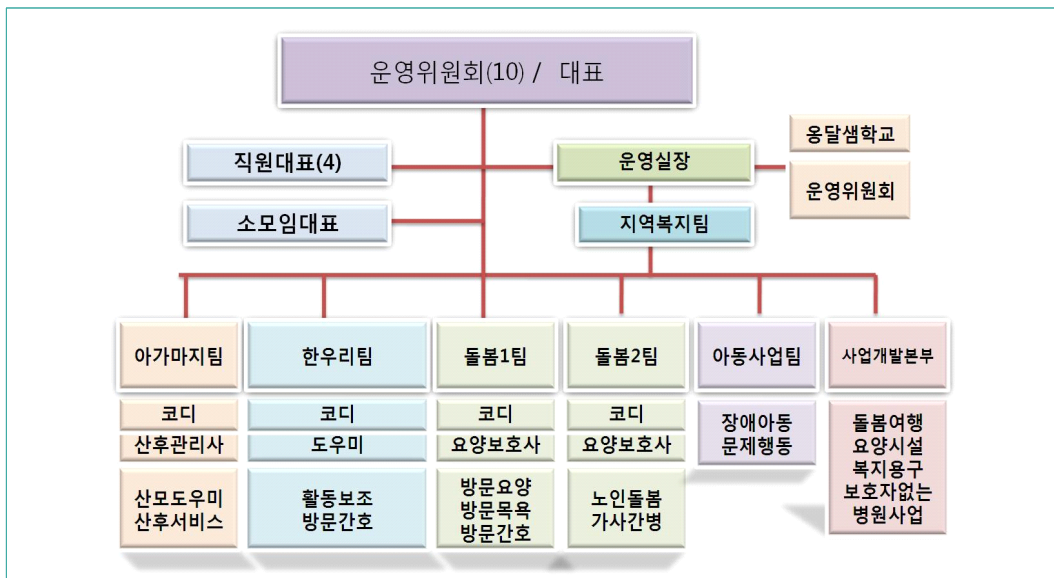 운영위원회(10) / 대표
옹달샘학교
직원대표(4)
운영실장
운영위원회
소모임대표
지역복지팀
아가마지팀
한우리팀
돌봄1팀
돌봄2팀
아동사업팀
사업개발본부
코디
코디
코디
코디
장애아동
문제행동
돌봄여행
요양시설
복지용구
보호자없는
병원사업
산후관리사
도우미
요양보호사
요양보호사
산모도우미
산후서비스
활동보조
방문간호
방문요양
방문목욕
방문간호
노인돌봄
가사간병